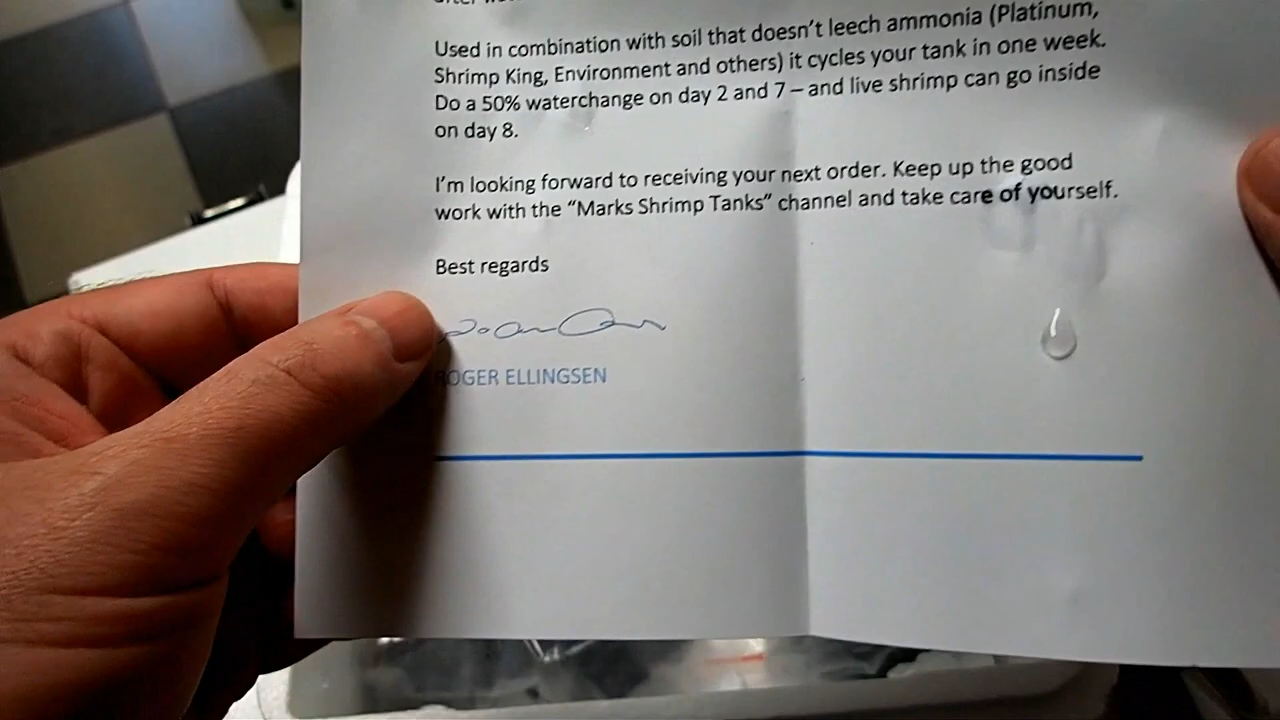 Used in combination with soil that doesn't leech ammonia (Platinum,
Shrimp King, Environment and others) it cycles your tank in one week.
Do a 50% waterchange on day 2 and 7 – and live shrimp can go inside
on day 8.
I'm looking forward to receiving your next order. Keep up the good
work with the “Marks Shrimp Tanks” channel and take care of yourself.
Best regards
ROGER ELLINGSEN